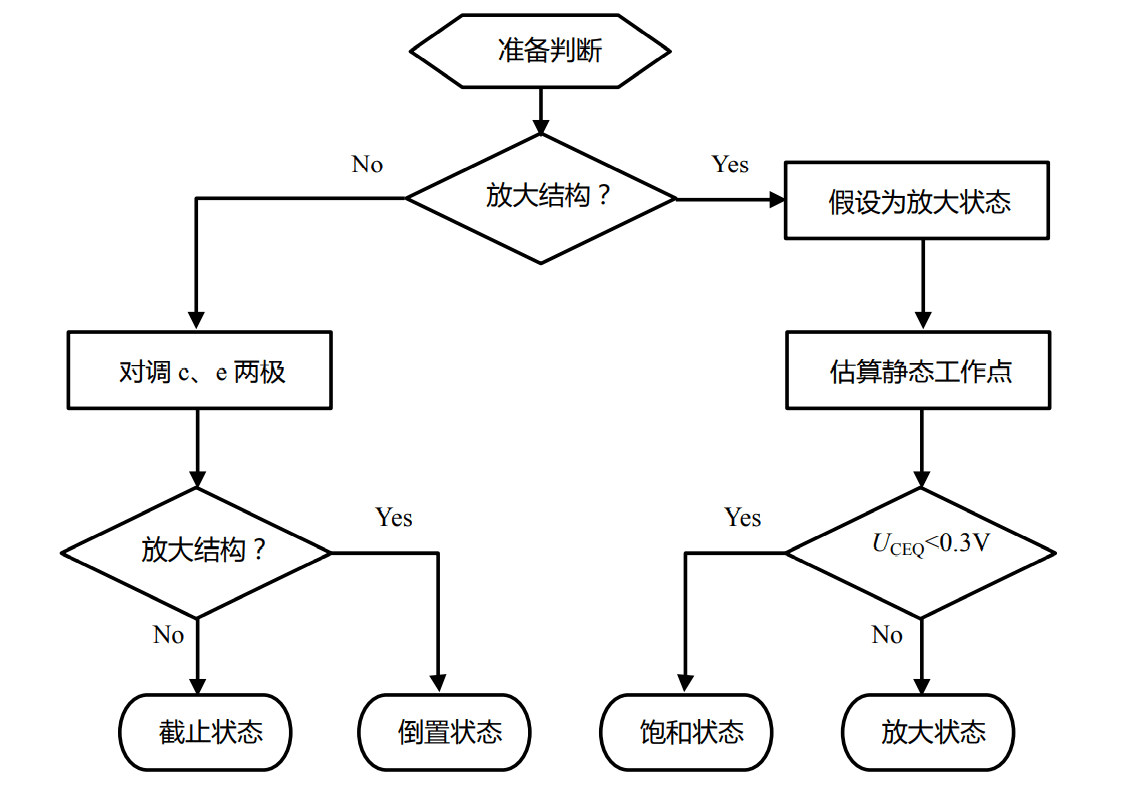 准备判断
No
Yes
放大结构？
假设为放大状态
对调 c、e 两极
估算静态工作点
Yes
Yes
放大结构？
UCEQ<0.3V
No
No
截止状态
倒置状态
饱和状态
放大状态